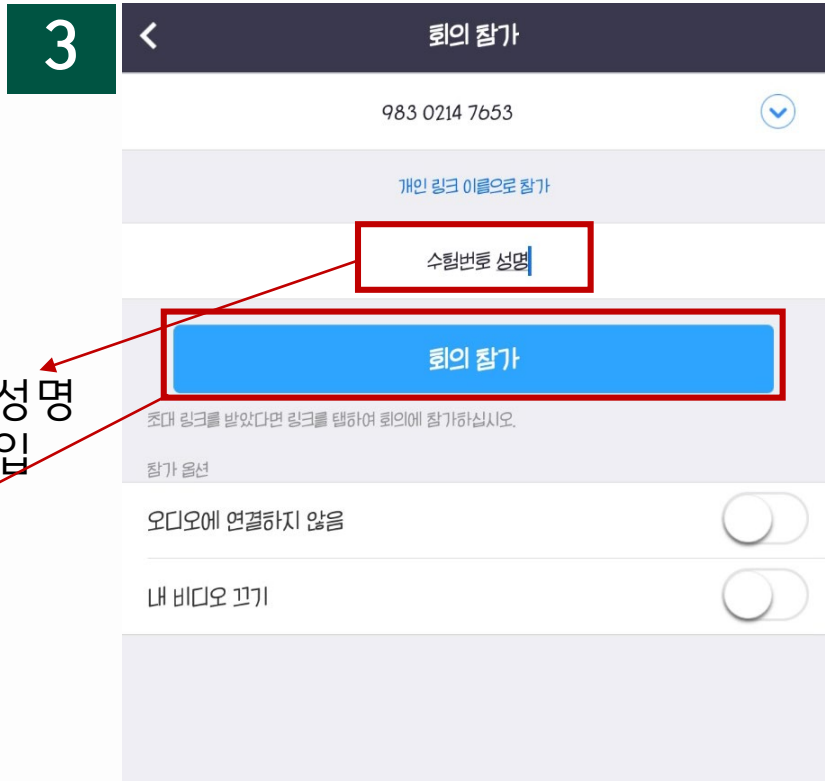 3
회의 참가
983 0214 7653
개인 링크 이름으로 참가
수험번호 성명
회의 참가
성명
입
초대 링크를 받았다면 링크를 탭하여 회의에 참가하십시오.
참가 옵션
오디오에 연결하지 않음
내 비디오 끄기